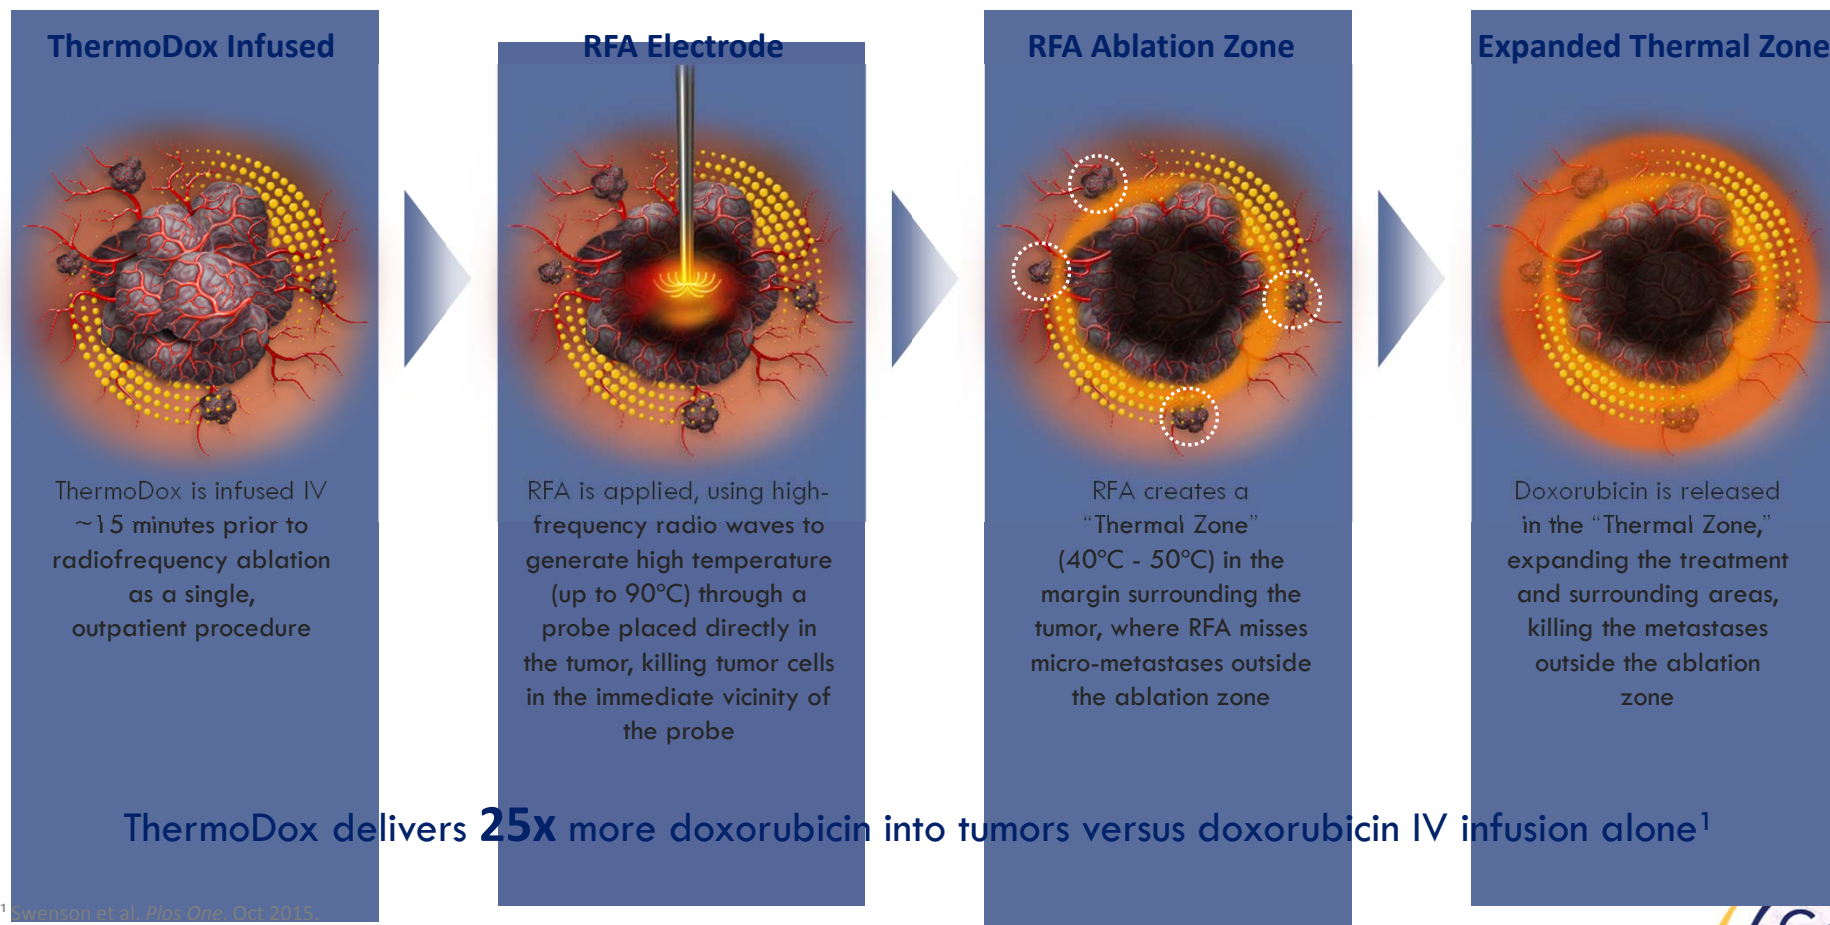 ThermoDox Infused
ThermoDox is infused IV
~15 minutes prior to
radiofrequency ablation
as a single,
outpatient procedure
RFA Electrode
RFA is applied, using high-
frequency radio waves to
generate high temperature
(up to 90°C) through a
probe placed directly in
the tumor, killing tumor cells
in the immediate vicinity of
the probe
RFA Ablation Zone
RFA creates a
“Thermal Zone”
(40°C - 50°C) in the
margin surrounding the
tumor, where RFA misses
micro-metastases outside
the ablation zone
Expanded Thermal Zone
Doxorubicin is released
in the “Thermal Zone,”
expanding the treatment
and surrounding areas,
killing the metastases
outside the ablation
zone
ThermoDox delivers 25x more doxorubicin into tumors versus doxorubicin IV infusion alone¹
¹ Swenson et al. Plos One. Oct 2015.